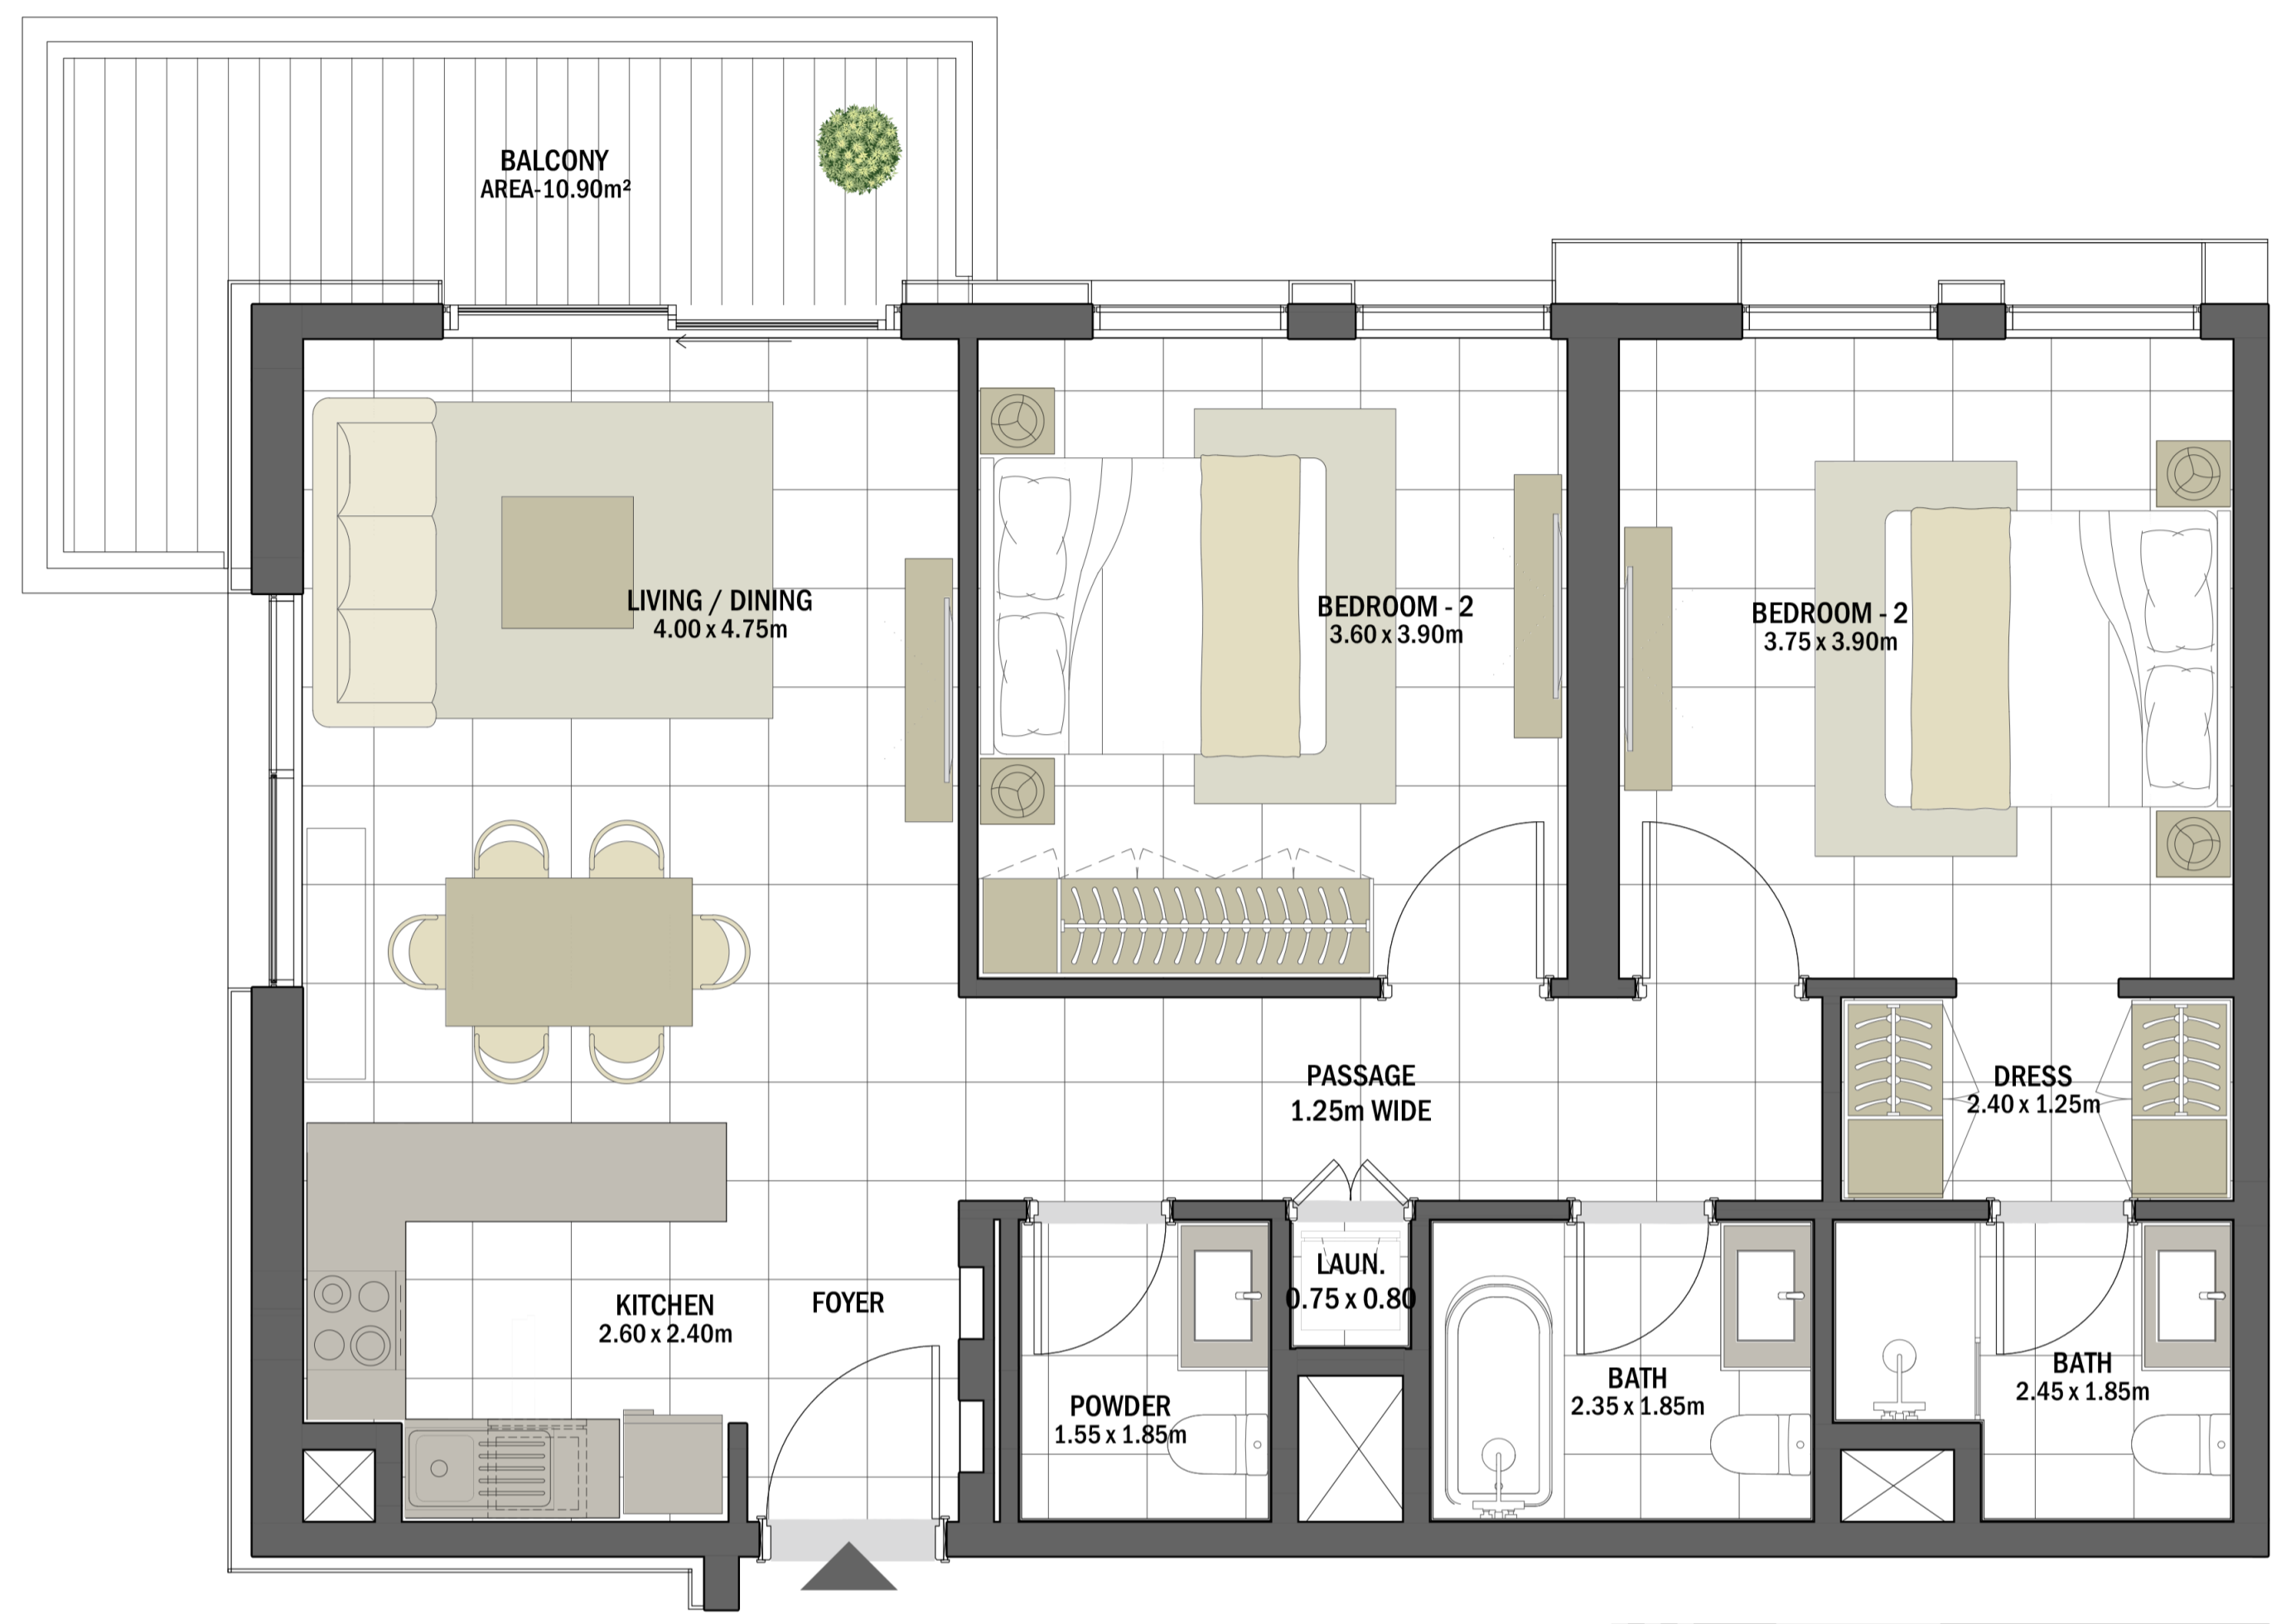 BALCONY
AREA-10.90m²
LIVING / DINING
4.00 x 4.75m
BEDROOM - 2
3.60 x 3.90m
BEDROOM - 2
3.75 x 3.90m
PASSAGE
1.25m WIDE
DRESS
2.40 x 1.25m
KITCHEN
2.60 x 2.40m
FOYER
POWDER
1.55 x 1.85m
LAUN.
0.75 x 0.80
BATH
2.35 x 1.85m
BATH
2.45 x 1.85m